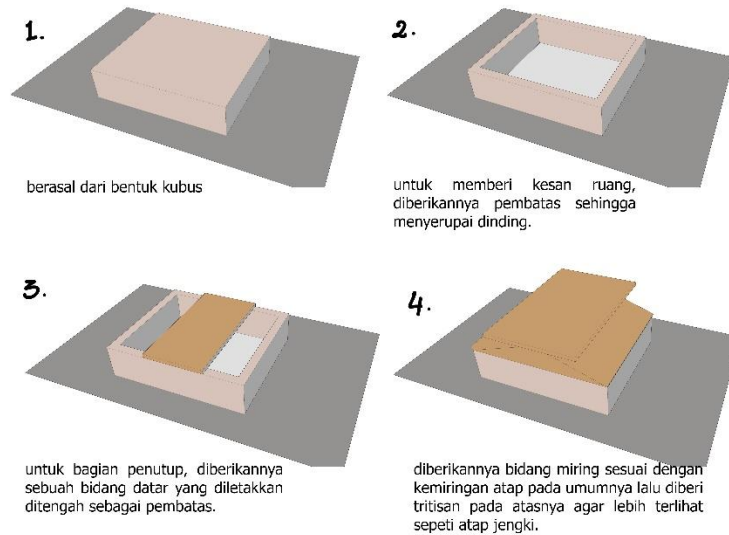 1.
berasal dari bentuk kubus
2.
untuk memberi kesan ruang,
diberikannya pembatas sehingga
menyerupai dinding.
3.
untuk bagian penutup, diberikannya
sebuah bidang datar yang diletakkan
ditengah sebagai pembatas.
4.
diberikannya bidang miring sesuai dengan
kemiringan atap pada umumnya lalu diberi
tritisan pada atasnya agar lebih terlihat
sepeti atap jengki.